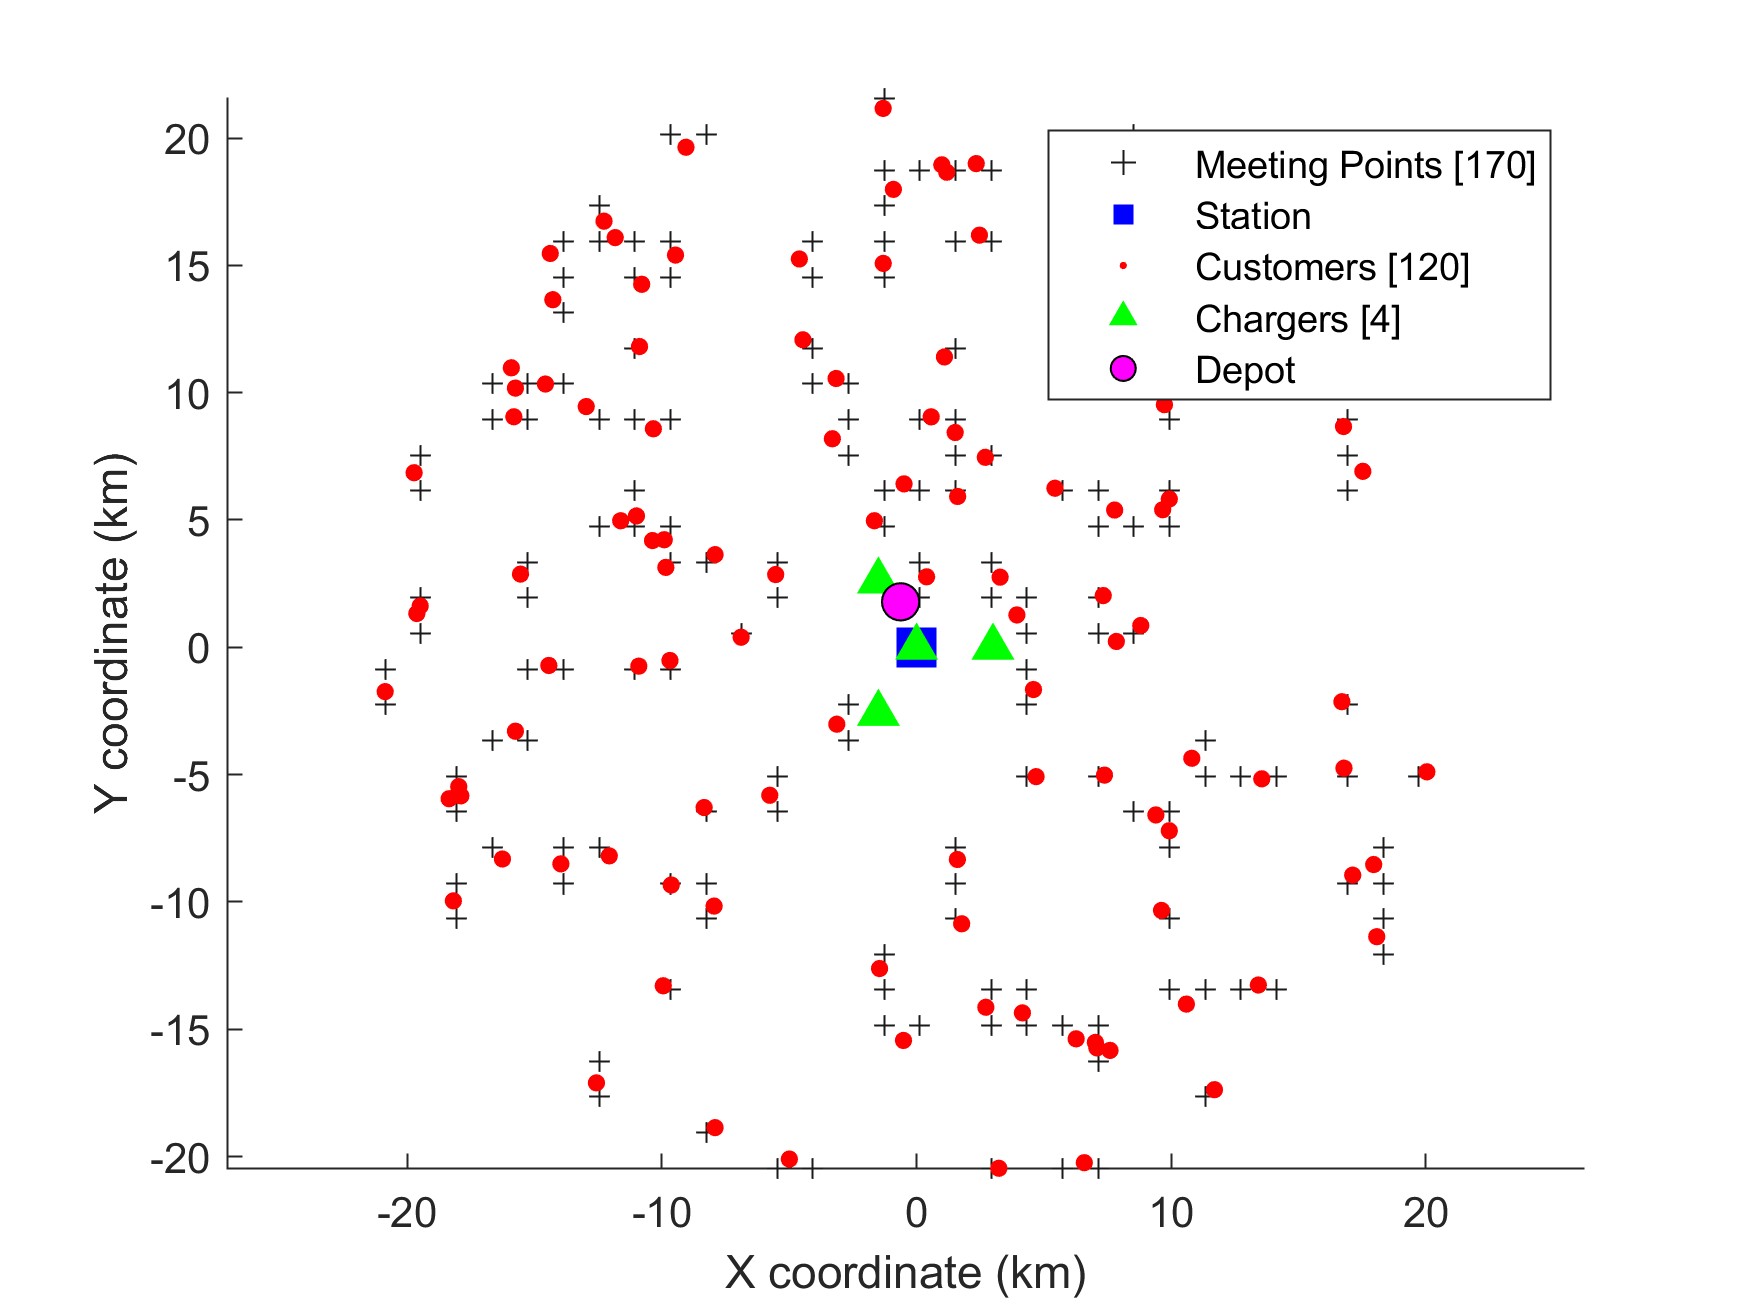 20
15
10
5
0
-5
-10
-15
-20
Y coordinate (km)
Meeting Points [170]
Station
Customers [120]
Chargers [4]
Depot
-20 -10 0 10 20
X coordinate (km)